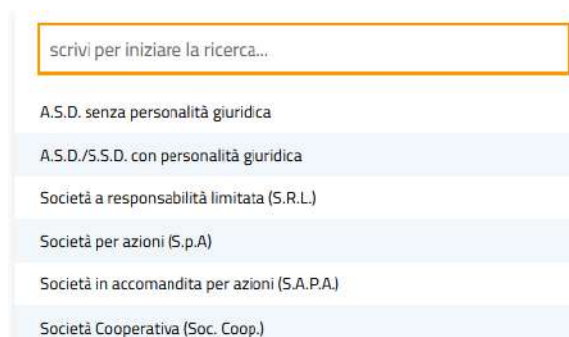 scrivi per iniziare la ricerca...
A.S.D. senza personalità giuridica
A.S.D./S.S.D. con personalità giuridica
Società a responsabilità limitata (S.R.L.)
Società per azioni (S.p.A)
Società in accomandita per azioni (S.A.P.A.)
Società Cooperativa (Soc. Coop.)